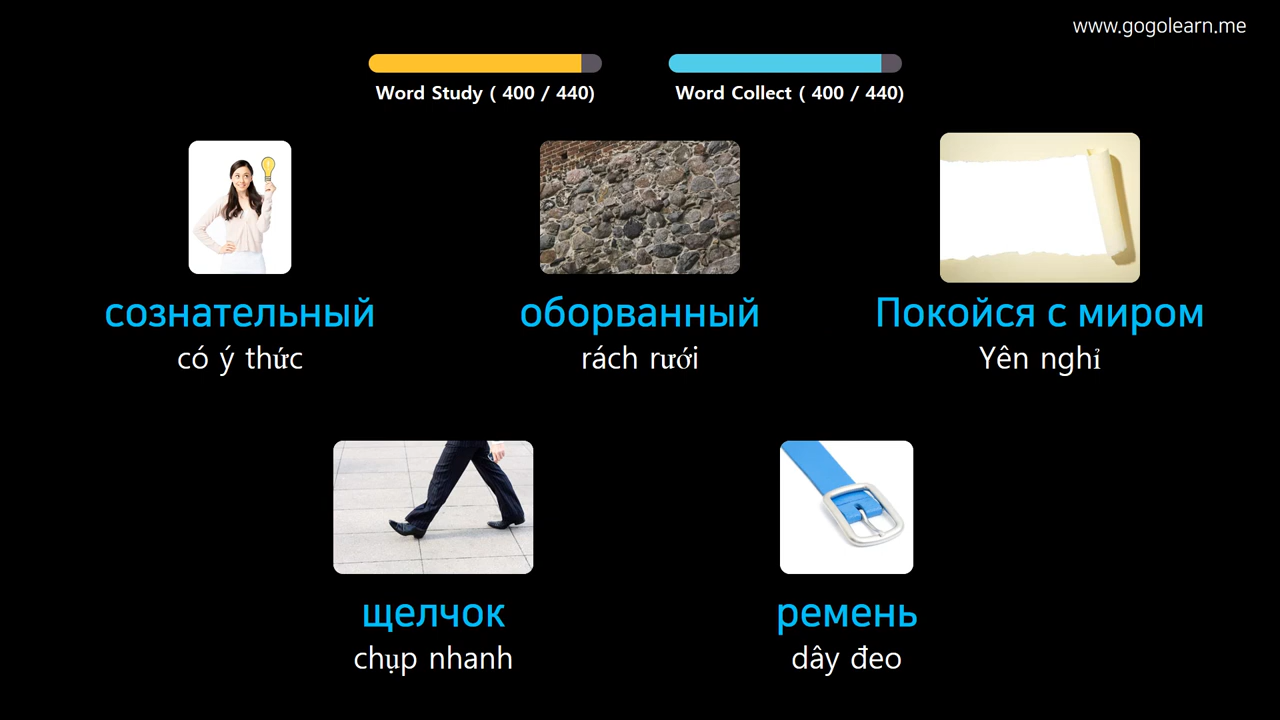 www.gogolearn.me
Word Study ( 400 / 440)
Word Collect ( 400 / 440)
сознательный
có ý thức
оборванный
rách rưới
Покойся с миром
Yên nghỉ
щелчок
chụp nhanh
ремень
dây đeo